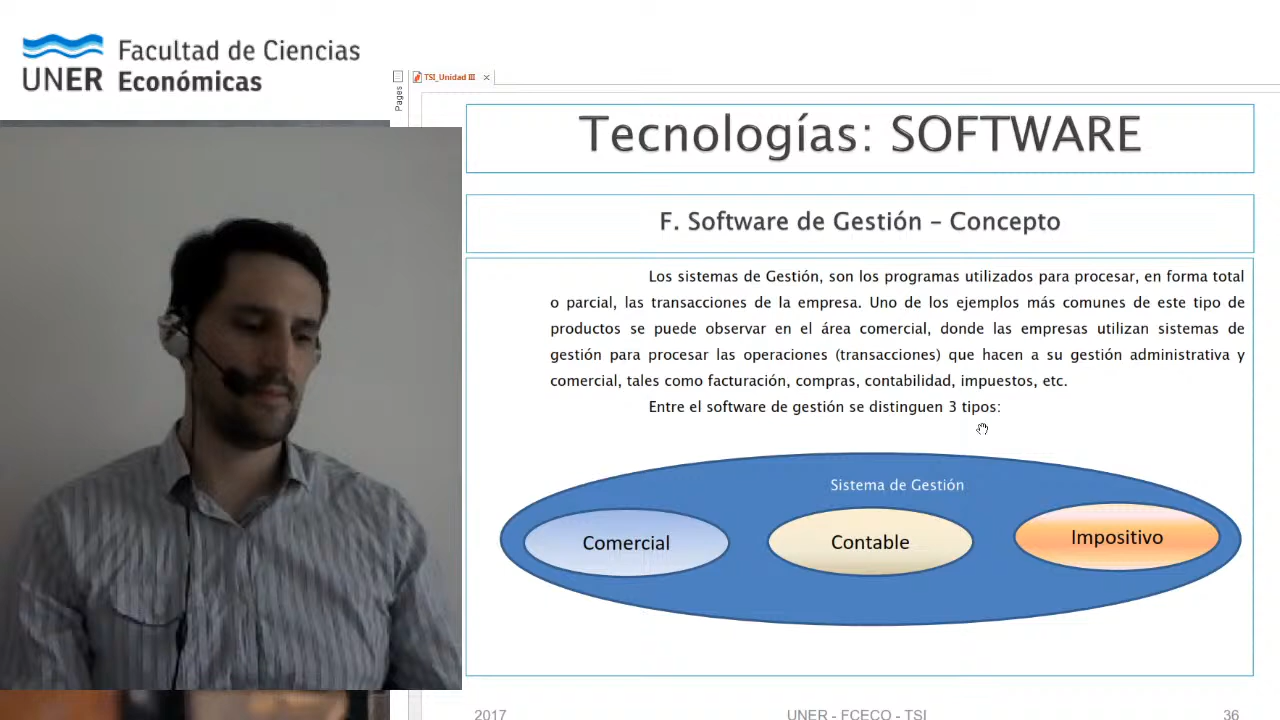 Facultad de Ciencias
UNER Económicas
TSI_Unidad III
Pages
Tecnologías: SOFTWARE
F. Software de Gestión – Concepto
Los sistemas de Gestión, son los programas utilizados para procesar, en forma total
o parcial, las transacciones de la empresa. Uno de los ejemplos más comunes de este tipo de
productos se puede observar en el área comercial, donde las empresas utilizan sistemas de
gestión para procesar las operaciones (transacciones) que hacen a su gestión administrativa y
comercial, tales como facturación, compras, contabilidad, impuestos, etc.
Entre el software de gestión se distinguen 3 tipos:
Sistema de Gestión
Comercial
Contable
Impositivo
2017
UNER - FCECO - TSI
36